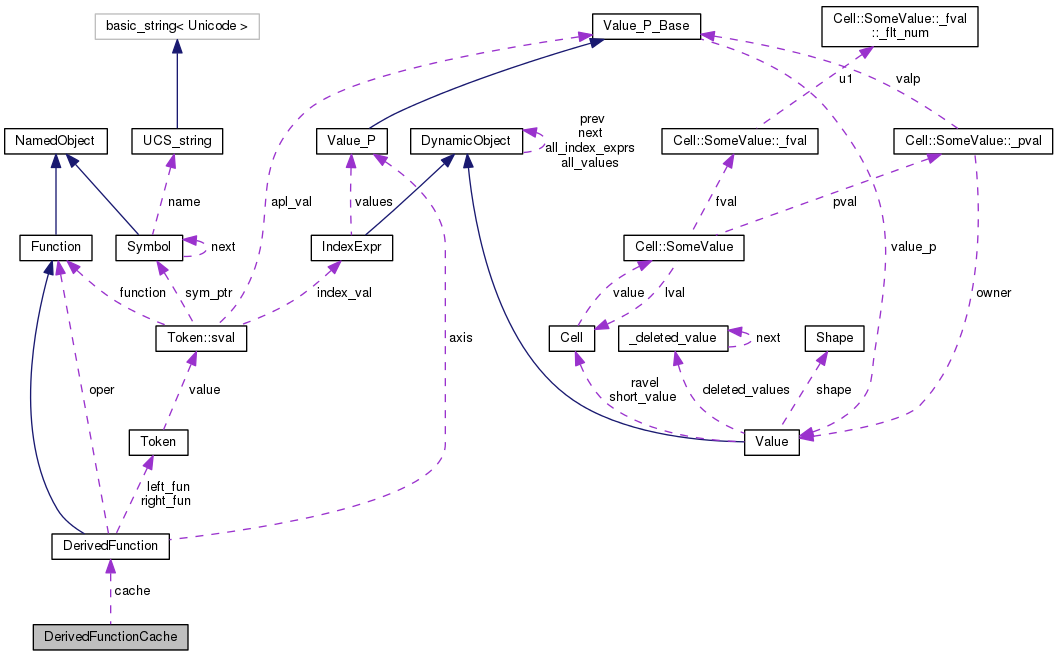 basic_string< Unicode >
Value_P_Base
Cell::SomeValue::_fval
::_flt_num
u1
valp
prev
next
all_index_exprs
all_values
NamedObject
UCS_string
Value_P
DynamicObject
Cell::SomeValue::_fval
Cell::SomeValue::_pval
name
apl_val
values
fval
pval
Function
Symbol
next
IndexExpr
Cell::SomeValue
value_p
function
sym_ptr
index_val
value
lval
owner
Token::sval
axis
Cell
_deleted_value
next
Shape
oper
value
ravel
short_value
deleted_values
shape
Token
Value
left_fun
right_fun
DerivedFunction
cache
DerivedFunctionCache